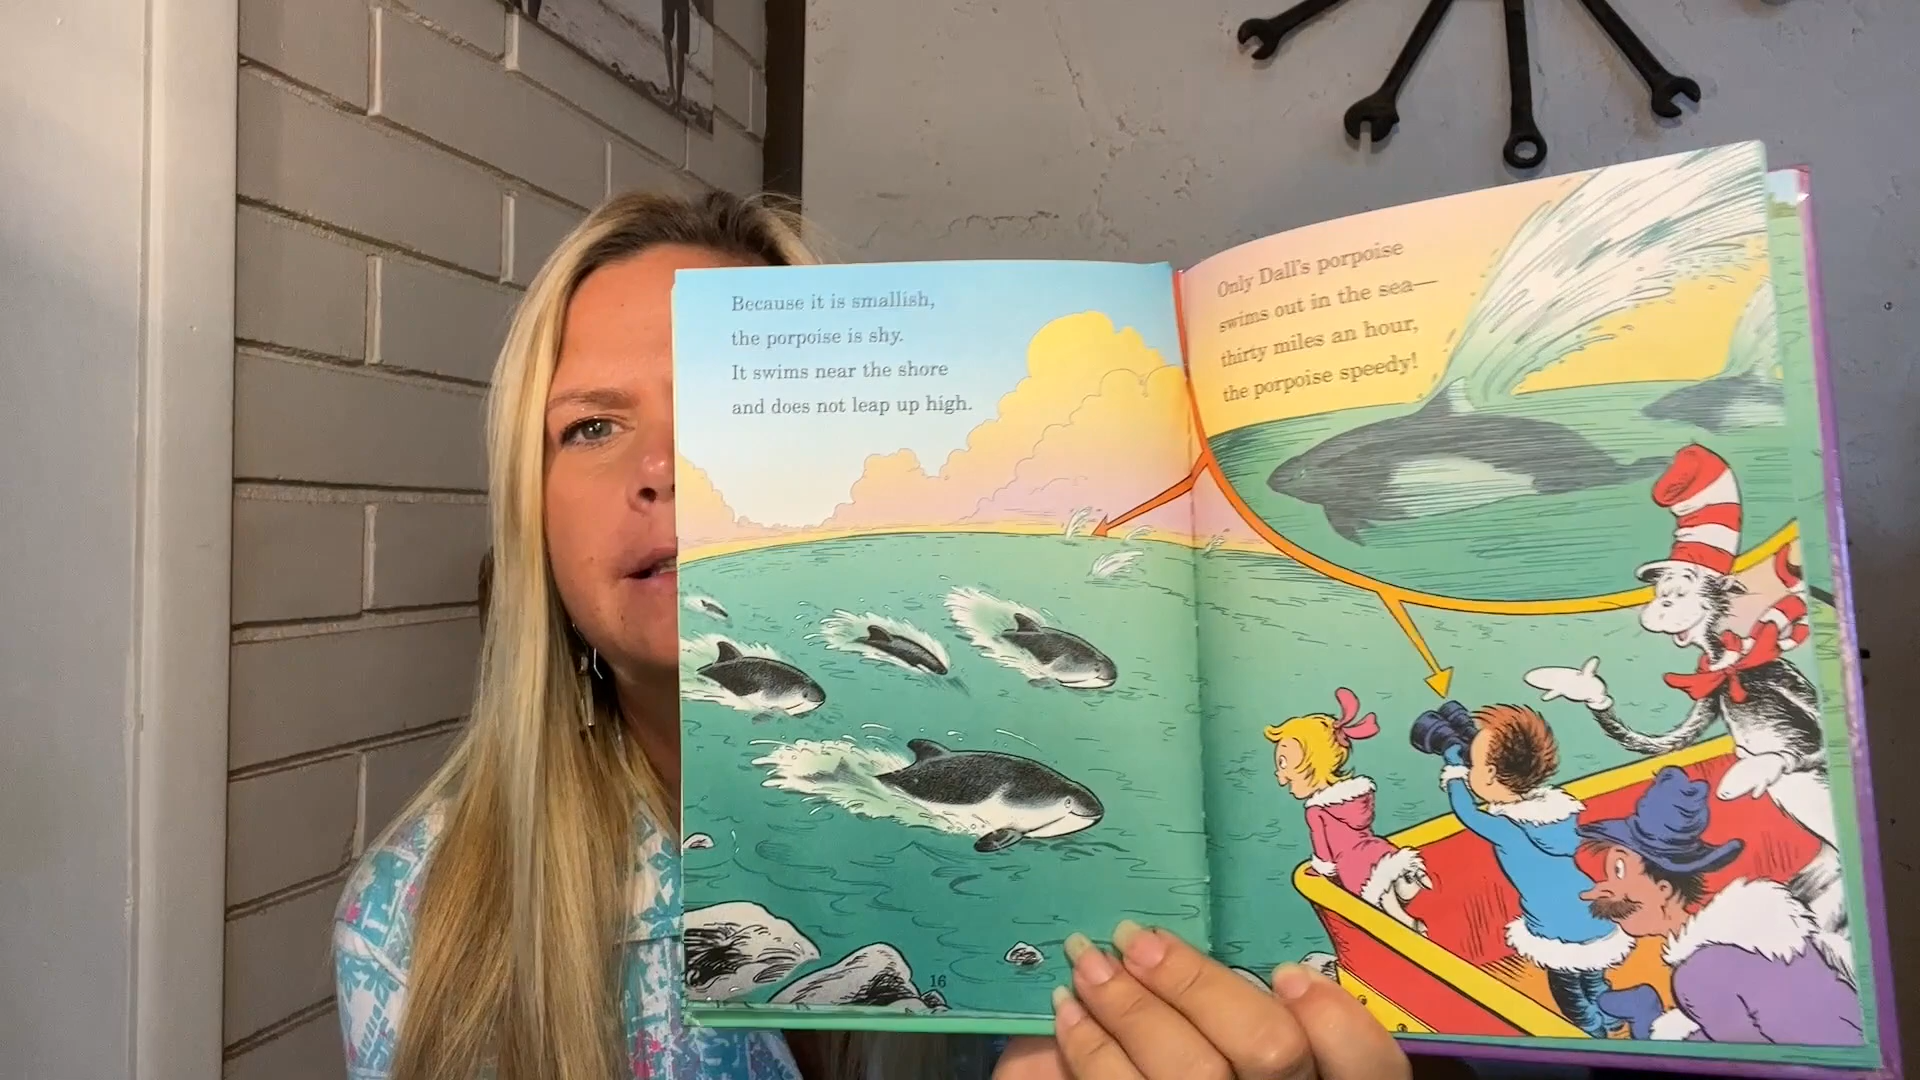 Because it is smallish,
the porpoise is shy.
It swims near the shore
and does not leap up high.
16
Only Dall's porpoise
swims out in the sea—
thirty miles an hour,
the porpoise speedy!